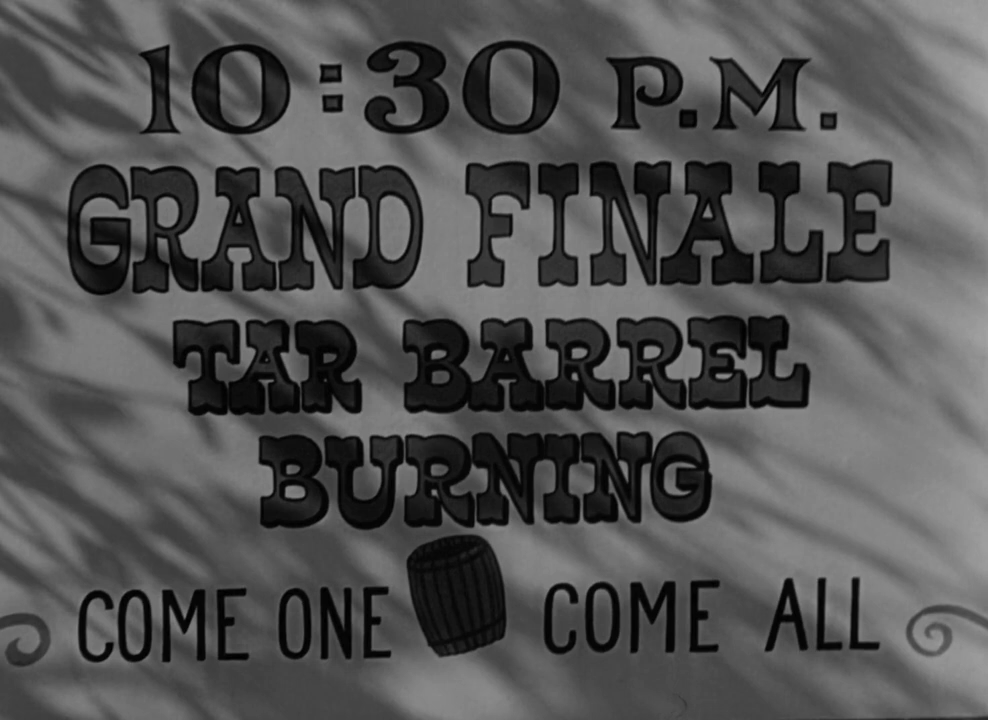 10:30 P.M.
GRAND FINALE
TAR BARREL
BURNING
COME ONE COME ALL